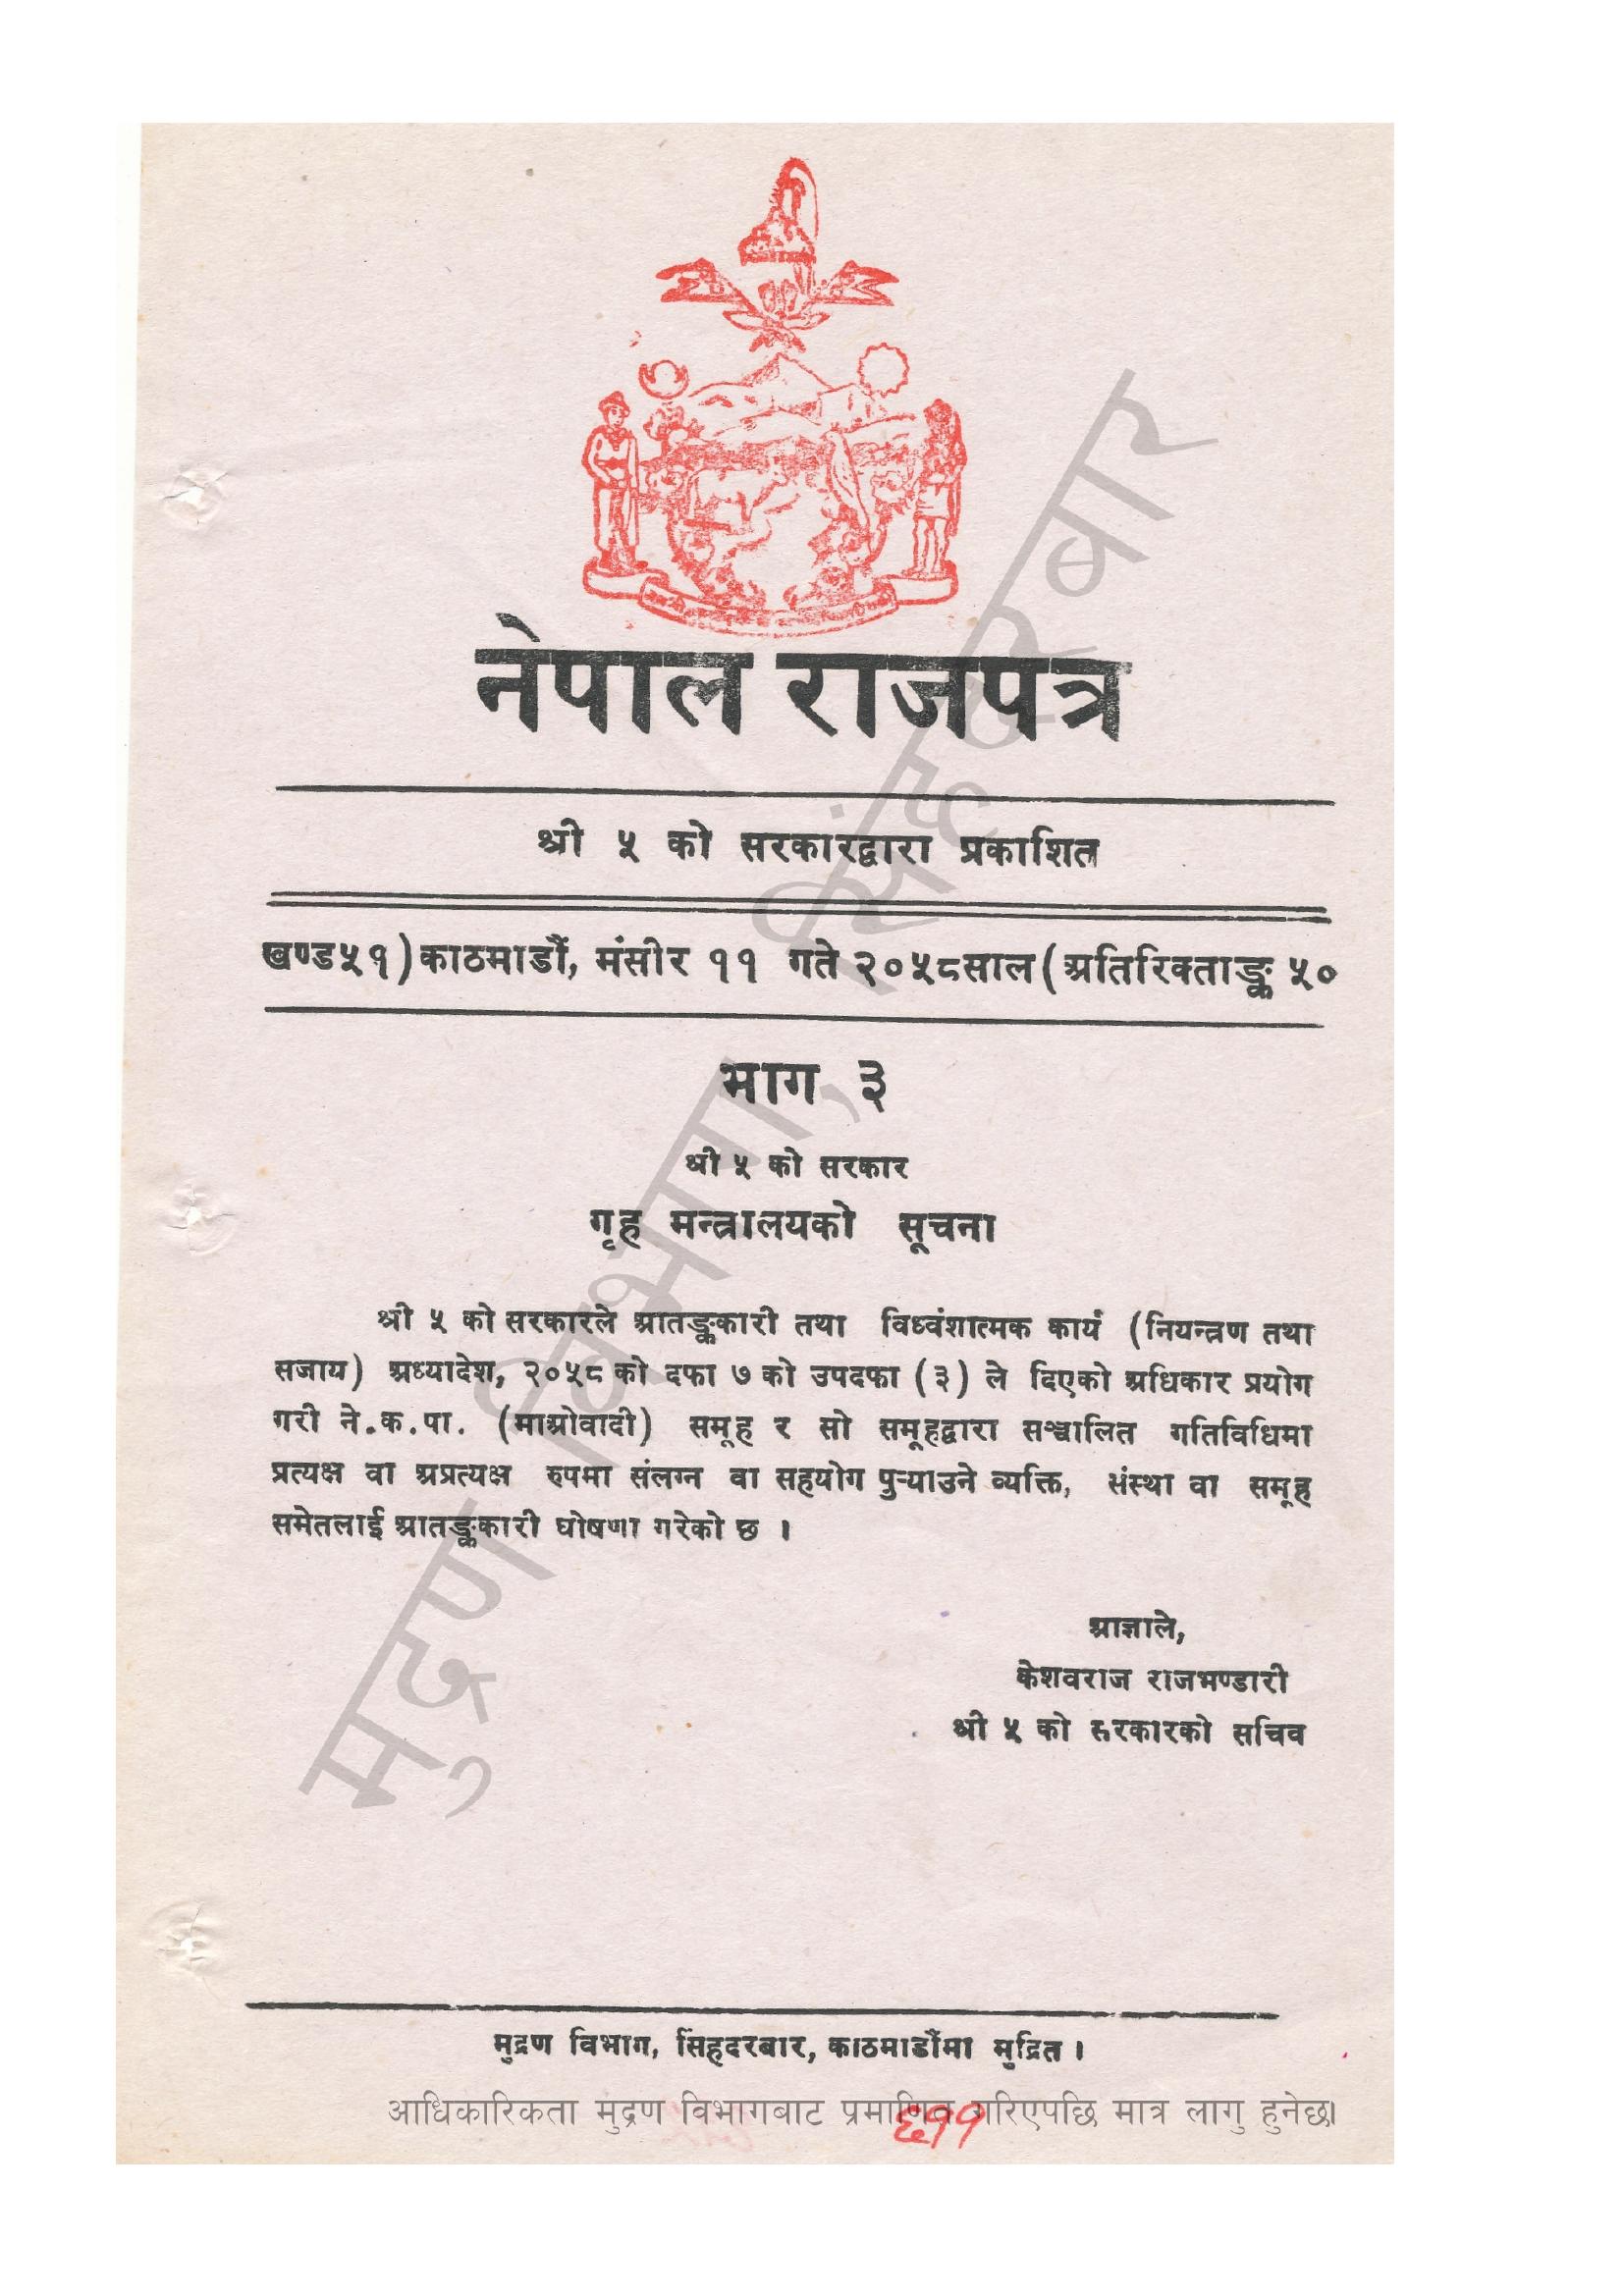 नेपाल राजपत्र
श्री ५ को सरकारद्वारा प्रकाशित
खण्ड५१) काठमाडौं, मंसीर ११ गते २०५८साल (अतिरिक्ताङ्क ५०
भाग ३
श्री ५ को सरकार
गृह मन्त्रालयको सूचना
श्री ५ को सरकारले आतङ्ककारी तथा विध्वंशात्मक कार्य (नियन्त्रण तथा
सजाय) अध्यादेश, २०५८ को दफा ७ को उपदफा (३) ले दिएको अधिकार प्रयोग
गरी ने.क.पा. (माओवादी) समूह र सो समूहद्वारा सञ्चालित गतिविधिमा
प्रत्यक्ष वा अप्रत्यक्ष रुपमा संलग्न वा सहयोग पुर्‍याउने व्यक्ति, संस्था वा समूह
समेतलाई आतङ्ककारी घोषणा गरेको छ ।
आज्ञाले,
केशवराज राजभण्डारी
श्री ५ को सरकारको सचिव
मुद्रण विभाग, सिंहदरबार
मुद्रण विभाग, सिंहदरबार, काठमाडौंमा मुद्रित ।
आधिकारिकता मुद्रण विभागबाट प्रमाणित गरिएपछि मात्र लागु हुनेछ।
६११